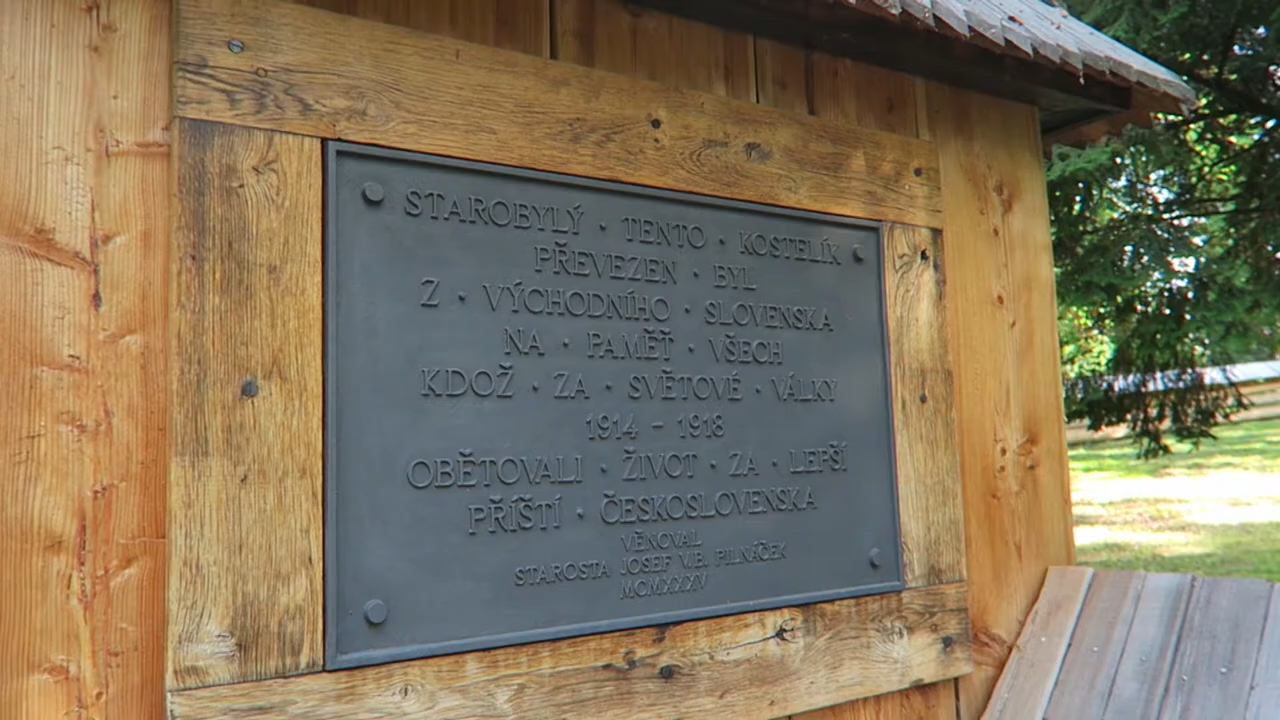 STAROBYLÝ · TENTO · KOSTELÍK
PŘEVEZEN · BYL
Z · VÝCHODNÍHO · SLOVENSKA
NA · PAMĚŤ · VŠECH
KDOŽ · ZA · SVĚTOVÉ · VÁLKY
1914 - 1918
OBĚTOVALI · ŽIVOT · ZA · LEPŠÍ
PŘÍŠTÍ · ČESKOSLOVENSKA
VĚNOVAL
STAROSTA JOSEF V.B. PILNÁČEK
MCMXXXV